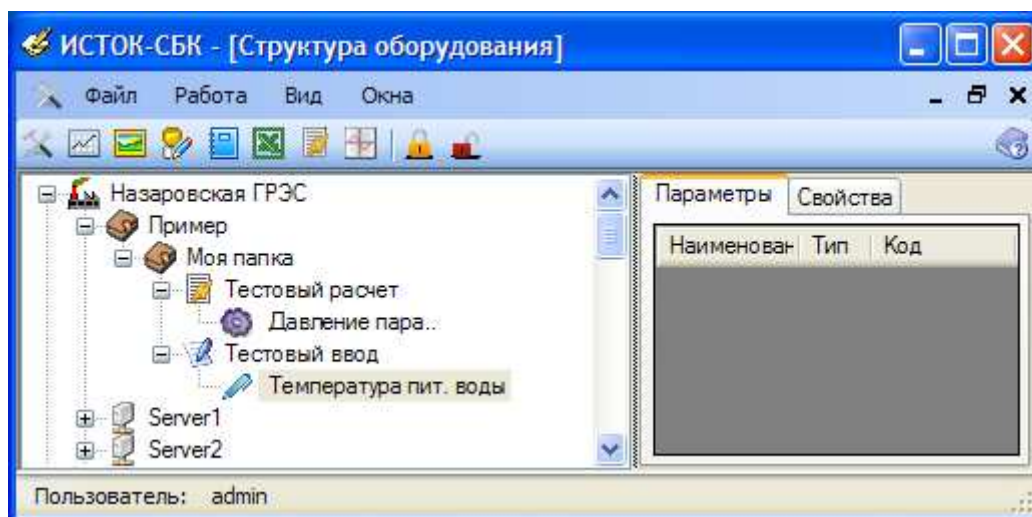 ИСТОК-СБК - [Структура оборудования]
Файл Работа Вид Окна
Назаровская ГРЭС
Пример
Моя папка
Тестовый расчет
Давление пара..
Тестовый ввод
Температура пит. воды
Server1
Server2
Параметры Свойства
Наименован Тип Код
Пользователь: admin